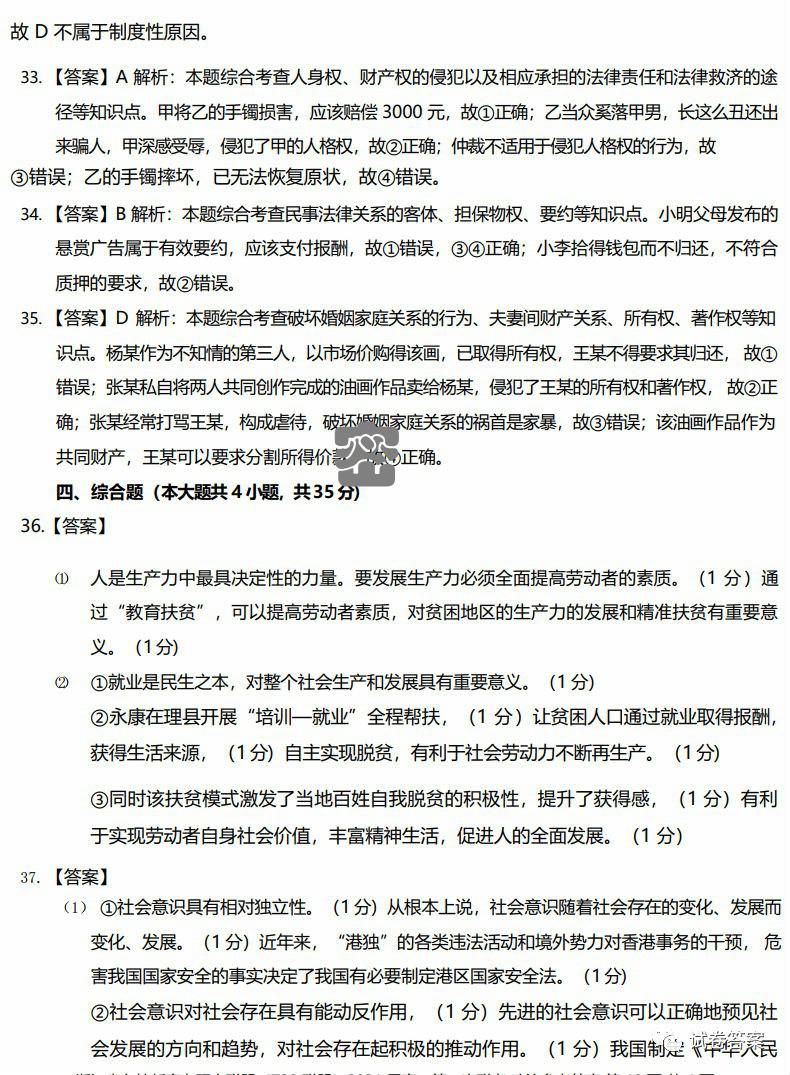 故 D 不属于制度性原因。
33. 【答案】A 解析：本题综合考查人身权、财产权的侵犯以及相应承担的法律责任和法律救济的途
径等知识点。甲将乙的手镯损害，应该赔偿 3000 元，故①正确；乙当众奚落甲男，长这么丑还出
来骗人，甲深感受辱，侵犯了甲的人格权，故②正确；仲裁不适用于侵犯人格权的行为，故
③错误；乙的手镯摔坏，已无法恢复原状，故④错误。
34. 【答案】B 解析：本题综合考查民事法律关系的客体、担保物权、要约等知识点。小明父母发布的
悬赏广告属于有效要约，应该支付报酬，故①错误，③④正确；小李拾得钱包而不归还，不符合
质押的要求，故②错误。
35. 【答案】D 解析：本题综合考查破坏婚姻家庭关系的行为、夫妻间财产关系、所有权、著作权等知
识点。杨某作为不知情的第三人，以市场价购得该画，已取得所有权，王某不得要求其归还， 故①
错误；张某私自将两人共同创作完成的油画作品卖给杨某，侵犯了王某的所有权和著作权， 故②正
确；张某经常打骂王某，构成虐待，破坏婚姻家庭关系的祸首是家暴，故③错误；该油画作品作为
共同财产，王某可以要求分割所得价 正确。
四、综合题（本大题共 4 小题，共 35 分）
36.【答案】
⑴ 人是生产力中最具决定性的力量。要发展生产力必须全面提高劳动者的素质。（1 分）通
过“教育扶贫”，可以提高劳动者素质，对贫困地区的生产力的发展和精准扶贫有重要意
义。（1 分）
⑵ ①就业是民生之本，对整个社会生产和发展具有重要意义。（1 分）
②永康在理县开展“培训—就业”全程帮扶，（1 分）让贫困人口通过就业取得报酬，
获得生活来源，（1 分）自主实现脱贫，有利于社会劳动力不断再生产。（1 分）
③同时该扶贫模式激发了当地百姓自我脱贫的积极性，提升了获得感，（1 分）有利
于实现劳动者自身社会价值，丰富精神生活，促进人的全面发展。（1 分）
37. 【答案】
（1）①社会意识具有相对独立性。（1 分）从根本上说，社会意识随着社会存在的变化、发展而
变化、发展。（1 分）近年来，“港独”的各类违法活动和境外势力对香港事务的干预， 危
害我国国家安全的事实决定了我国有必要制定港区国家安全法。（1 分）
②社会意识对社会存在具有能动反作用，（1 分）先进的社会意识可以正确地预见社
会发展的方向和趋势，对社会存在起积极的推动作用。（1 分）我国制定《中华人民
试卷答案